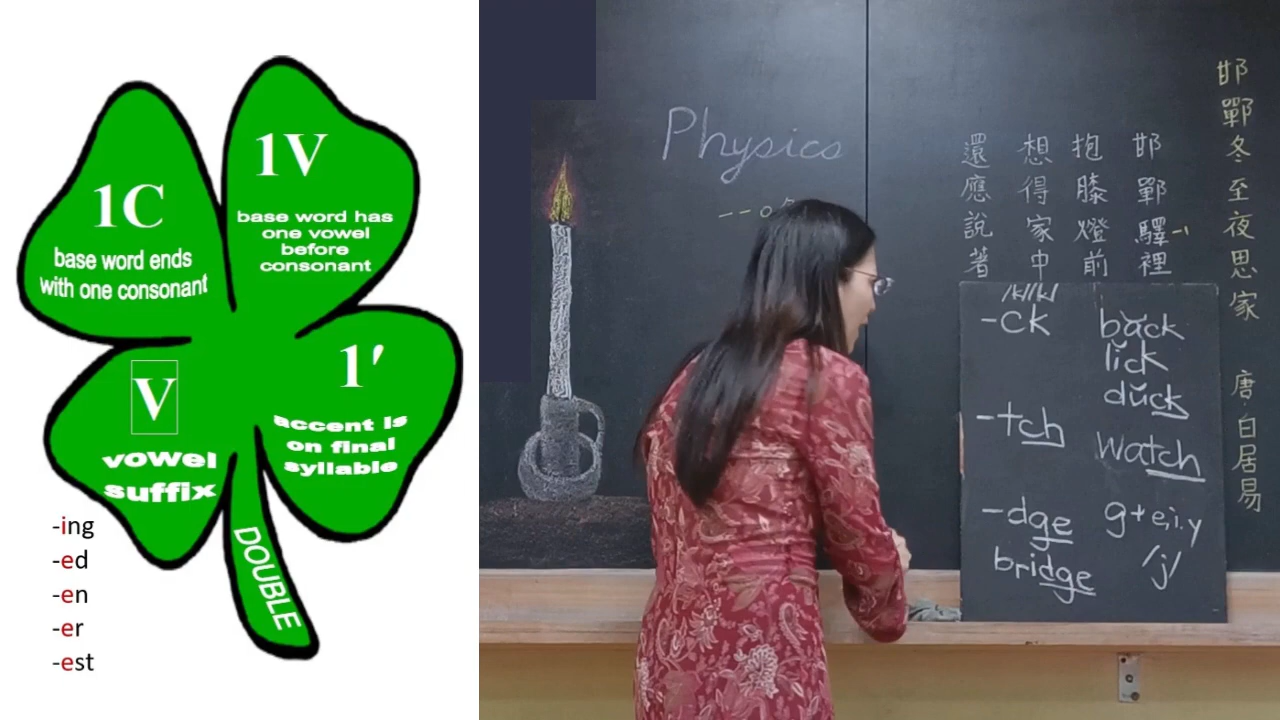 1V
base word has
one vowel
before
consonant
1C
base word ends
with one consonant
1′
accent is
on final
syllable
V
vowel
suffix
DOUBLE
-ing
-ed
-en
-er
-est
Physics
邯鄲冬至夜思家 唐 白居易
邯鄲驛裡
抱膝燈前
想得家中
還應說著
/k//k/
-ck
băck
lĭck
dŭck
-tch
watch
-dge
g+e,i,y
bridge
/j/